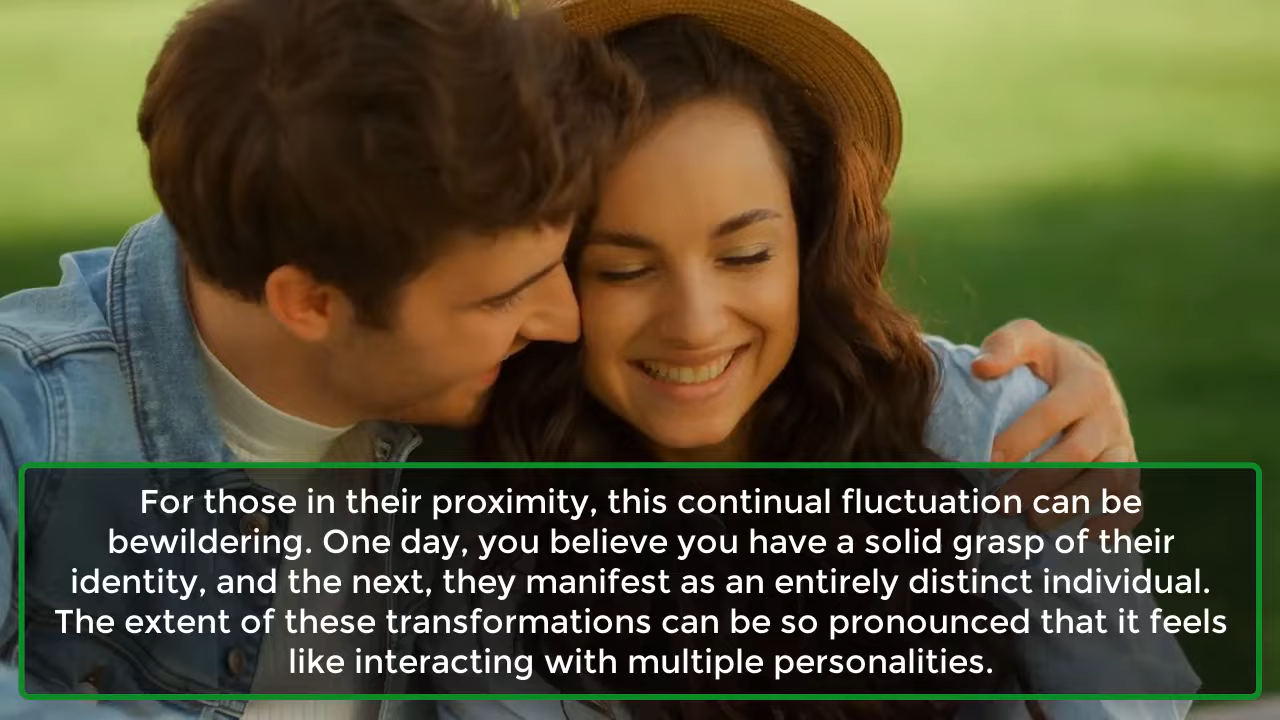 For those in their proximity, this continual fluctuation can be
bewildering. One day, you believe you have a solid grasp of their
identity, and the next, they manifest as an entirely distinct individual.
The extent of these transformations can be so pronounced that it feels
like interacting with multiple personalities.